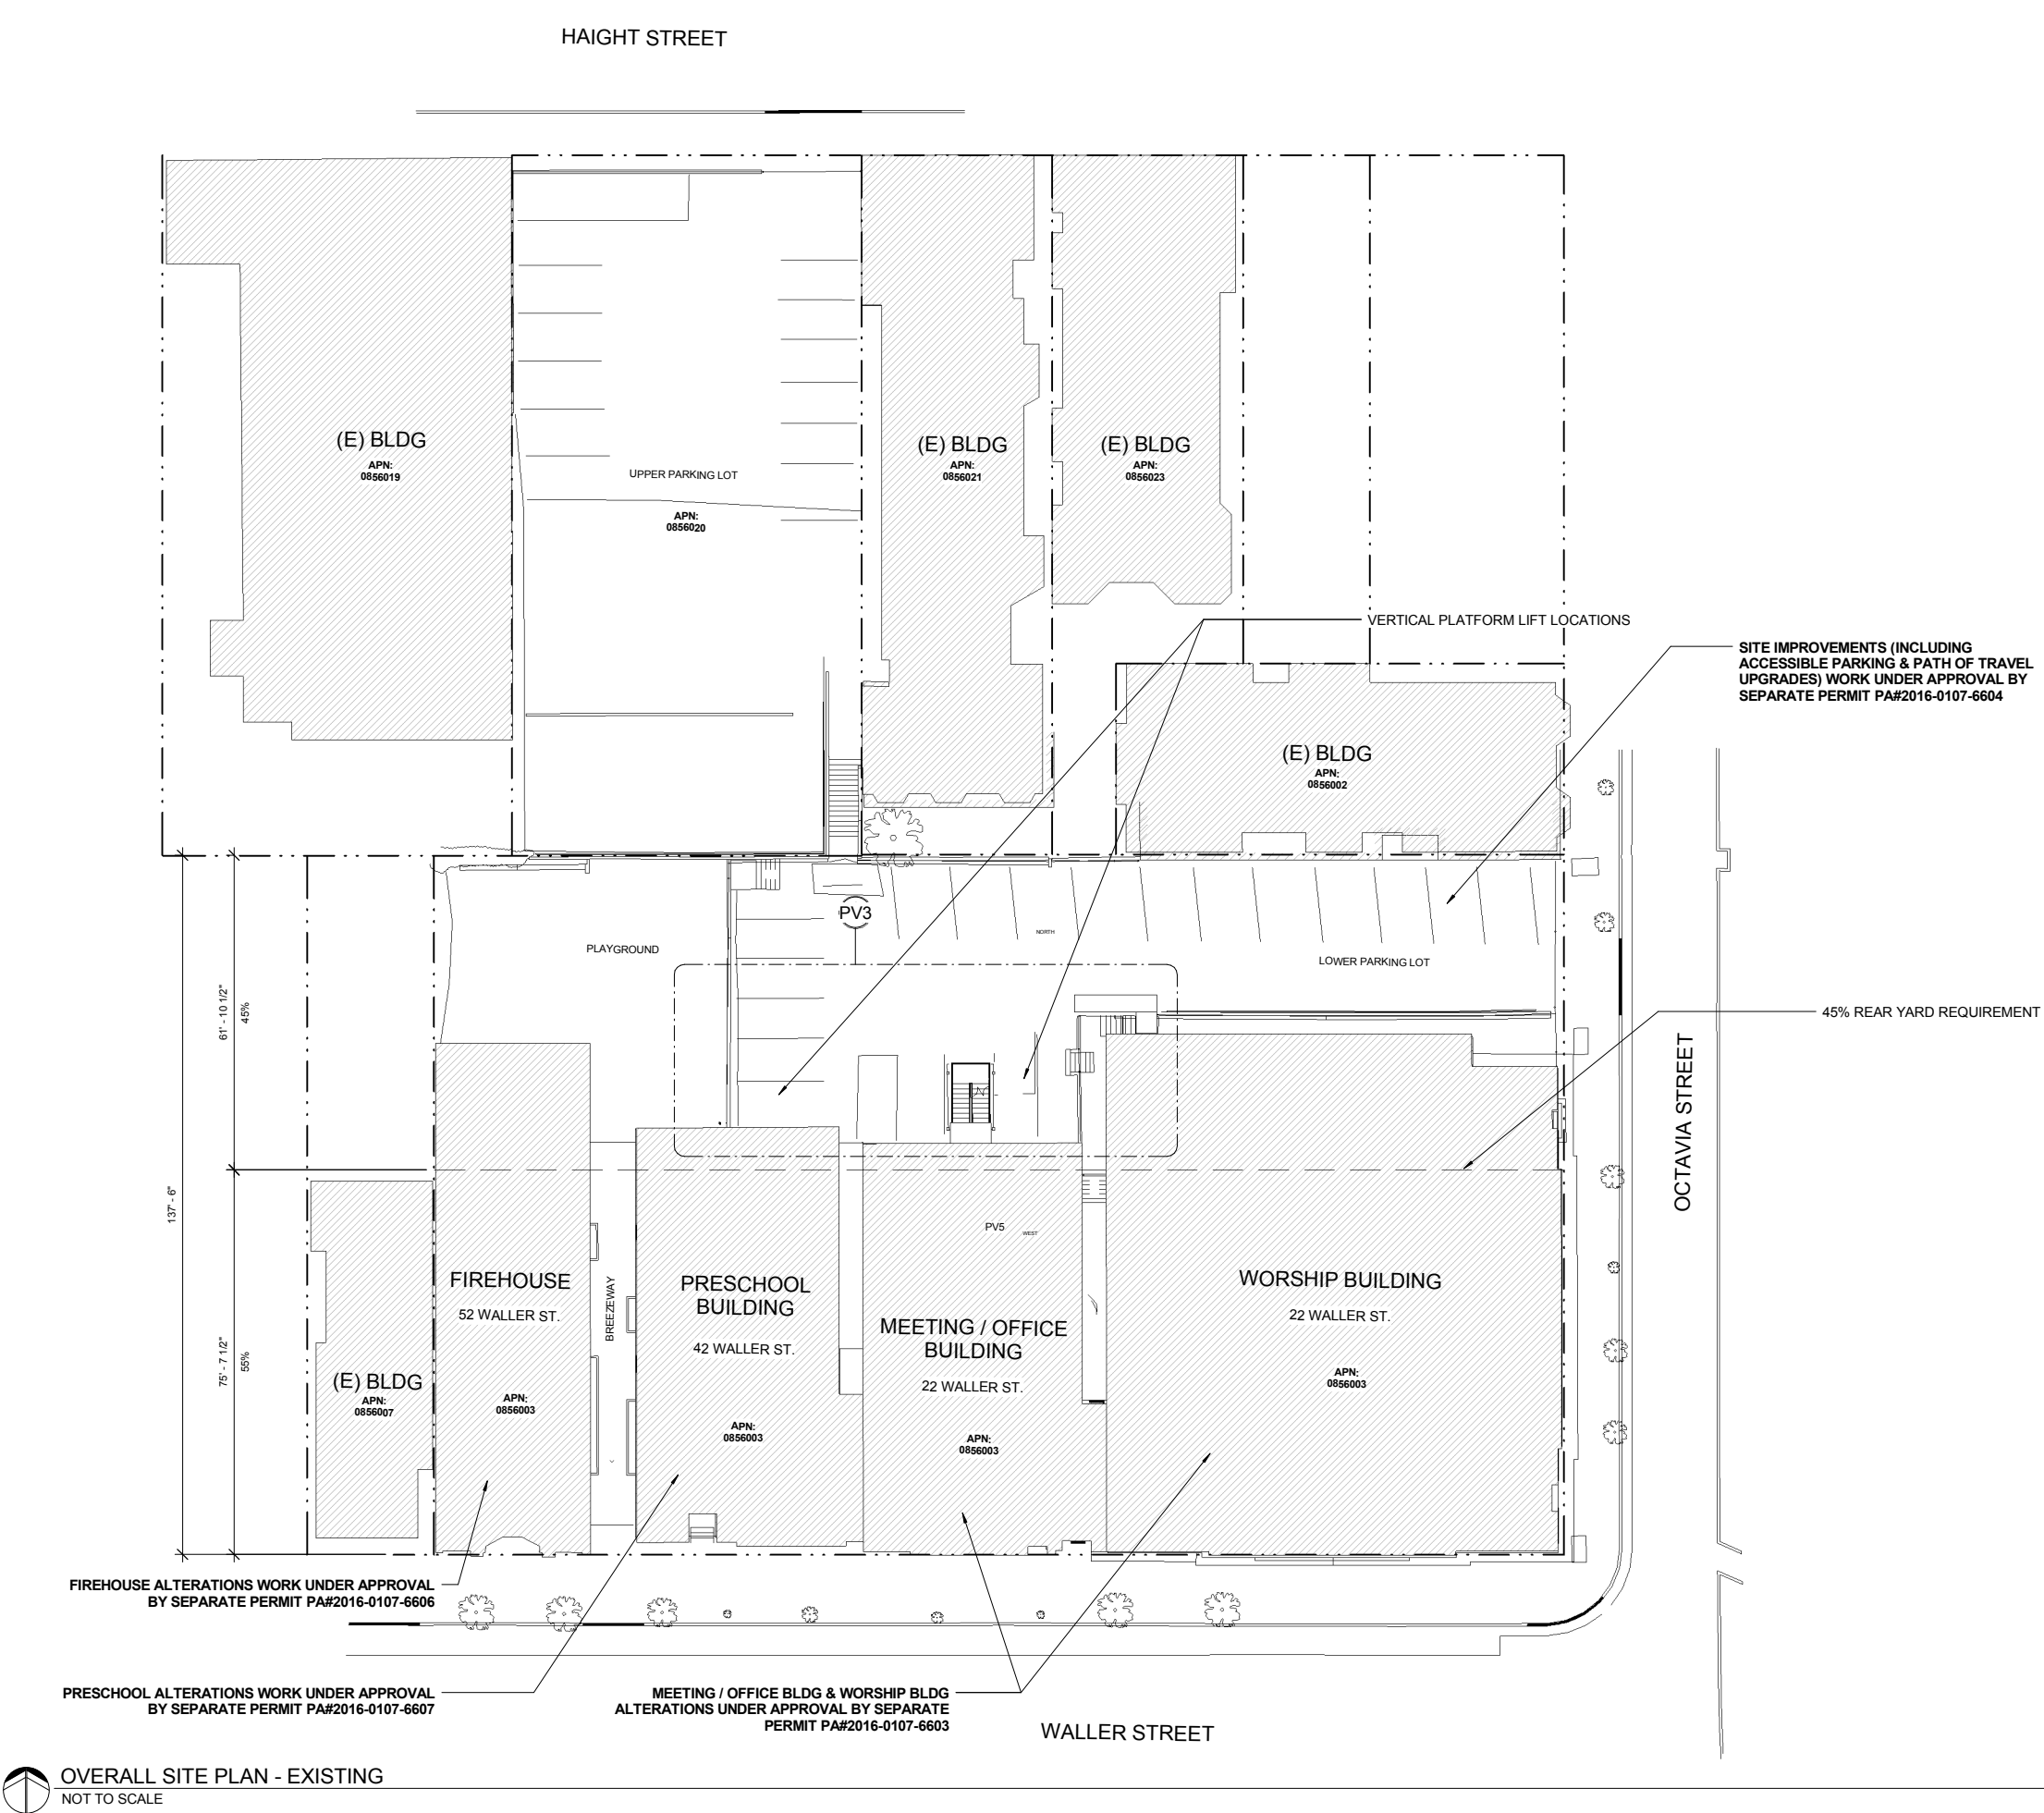 HAIGHT STREET
(E) BLDG
APN:
0856019
UPPER PARKING LOT
APN:
0856020
(E) BLDG
APN:
0856021
(E) BLDG
APN:
0856023
VERTICAL PLATFORM LIFT LOCATIONS
SITE IMPROVEMENTS (INCLUDING
ACCESSIBLE PARKING & PATH OF TRAVEL
UPGRADES) WORK UNDER APPROVAL BY
SEPARATE PERMIT PA#2016-0107-6604
(E) BLDG
APN:
0856002
PV3
NORTH
PLAYGROUND
LOWER PARKING LOT
45% REAR YARD REQUIREMENT
61' - 10 1/2"
45%
137' - 6"
75' - 7 1/2"
55%
OCTAVIA STREET
PV5
WEST
FIREHOUSE
52 WALLER ST.
APN:
0856003
BREEZEWAY
PRESCHOOL
BUILDING
42 WALLER ST.
APN:
0856003
MEETING / OFFICE
BUILDING
22 WALLER ST.
APN:
0856003
WORSHIP BUILDING
22 WALLER ST.
APN:
0856003
(E) BLDG
APN:
0856007
FIREHOUSE ALTERATIONS WORK UNDER APPROVAL
BY SEPARATE PERMIT PA#2016-0107-6606
PRESCHOOL ALTERATIONS WORK UNDER APPROVAL
BY SEPARATE PERMIT PA#2016-0107-6607
MEETING / OFFICE BLDG & WORSHIP BLDG
ALTERATIONS UNDER APPROVAL BY SEPARATE
PERMIT PA#2016-0107-6603
WALLER STREET
OVERALL SITE PLAN - EXISTING
NOT TO SCALE